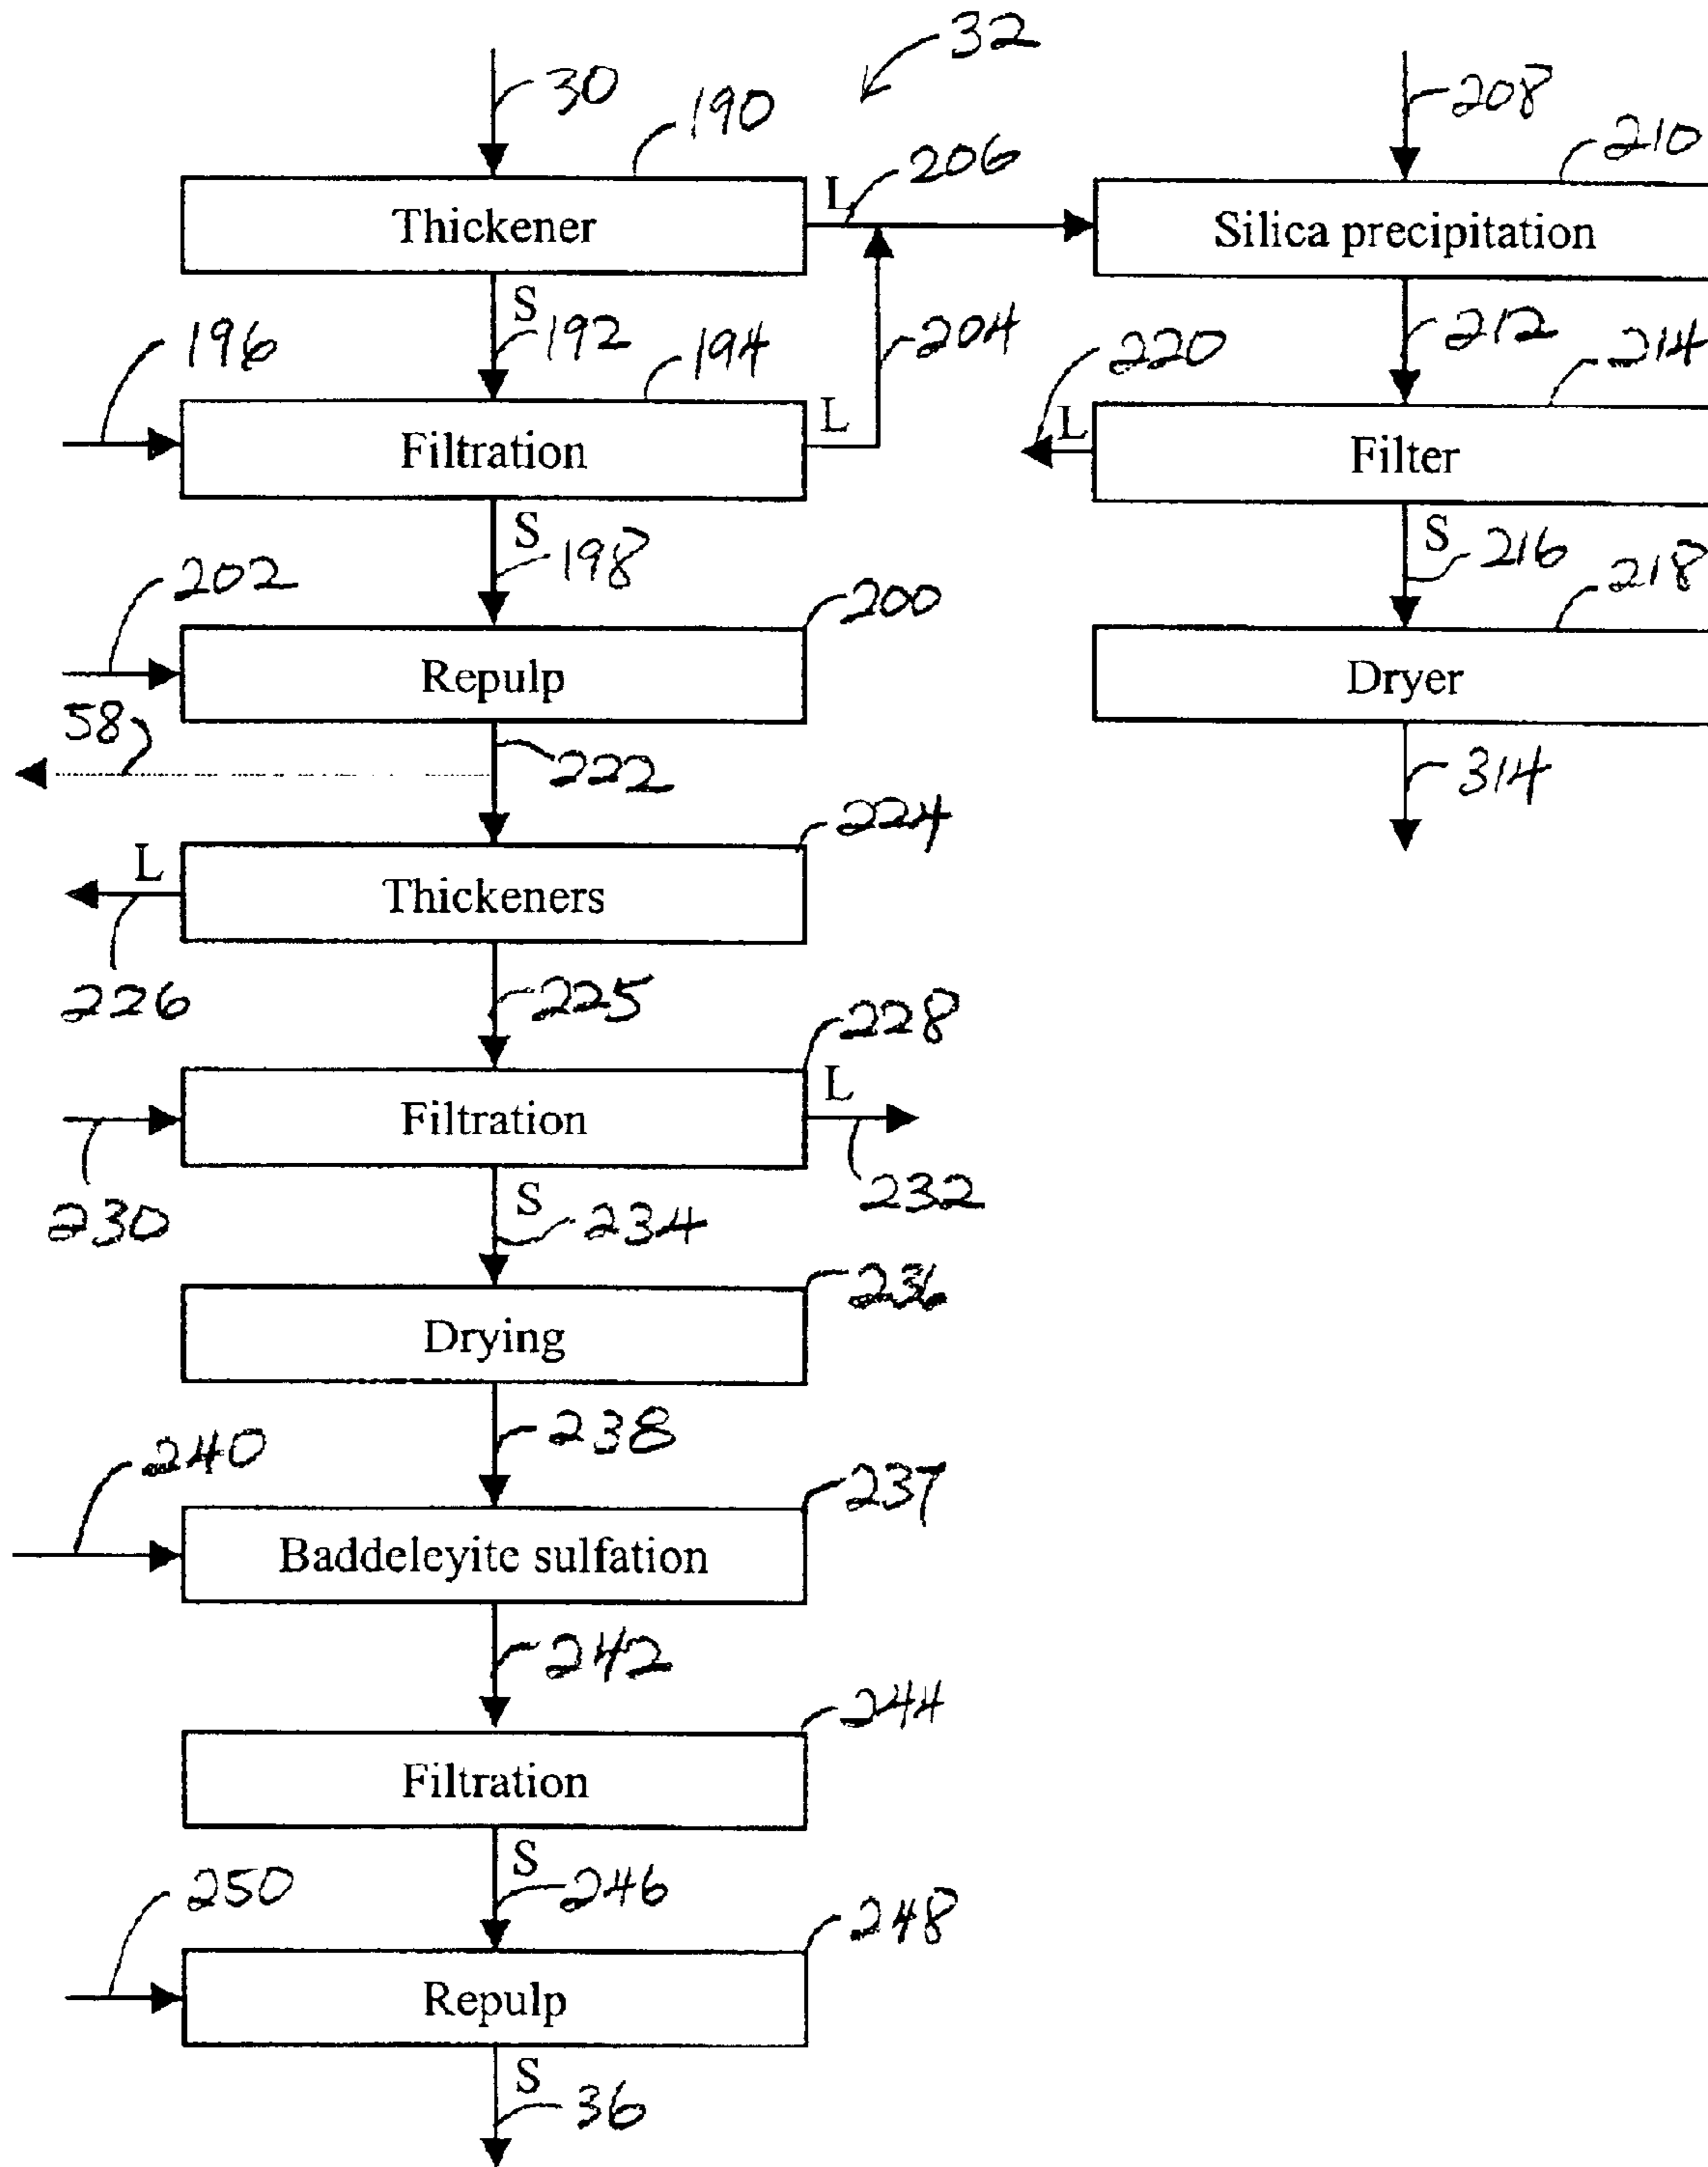 32
30
190
206
208
210
L
Thickener
Silica precipitation
S
192
194
204
212
214
196
220
L
L
Filtration
Filter
S
198
S
216
218
202
200
Repulp
Dryer
58
222
314
224
L
Thickeners
226
225
228
L
Filtration
230
S
234
232
236
Drying
238
240
237
Baddeleyite sulfation
242
244
Filtration
S
246
250
248
Repulp
S
36